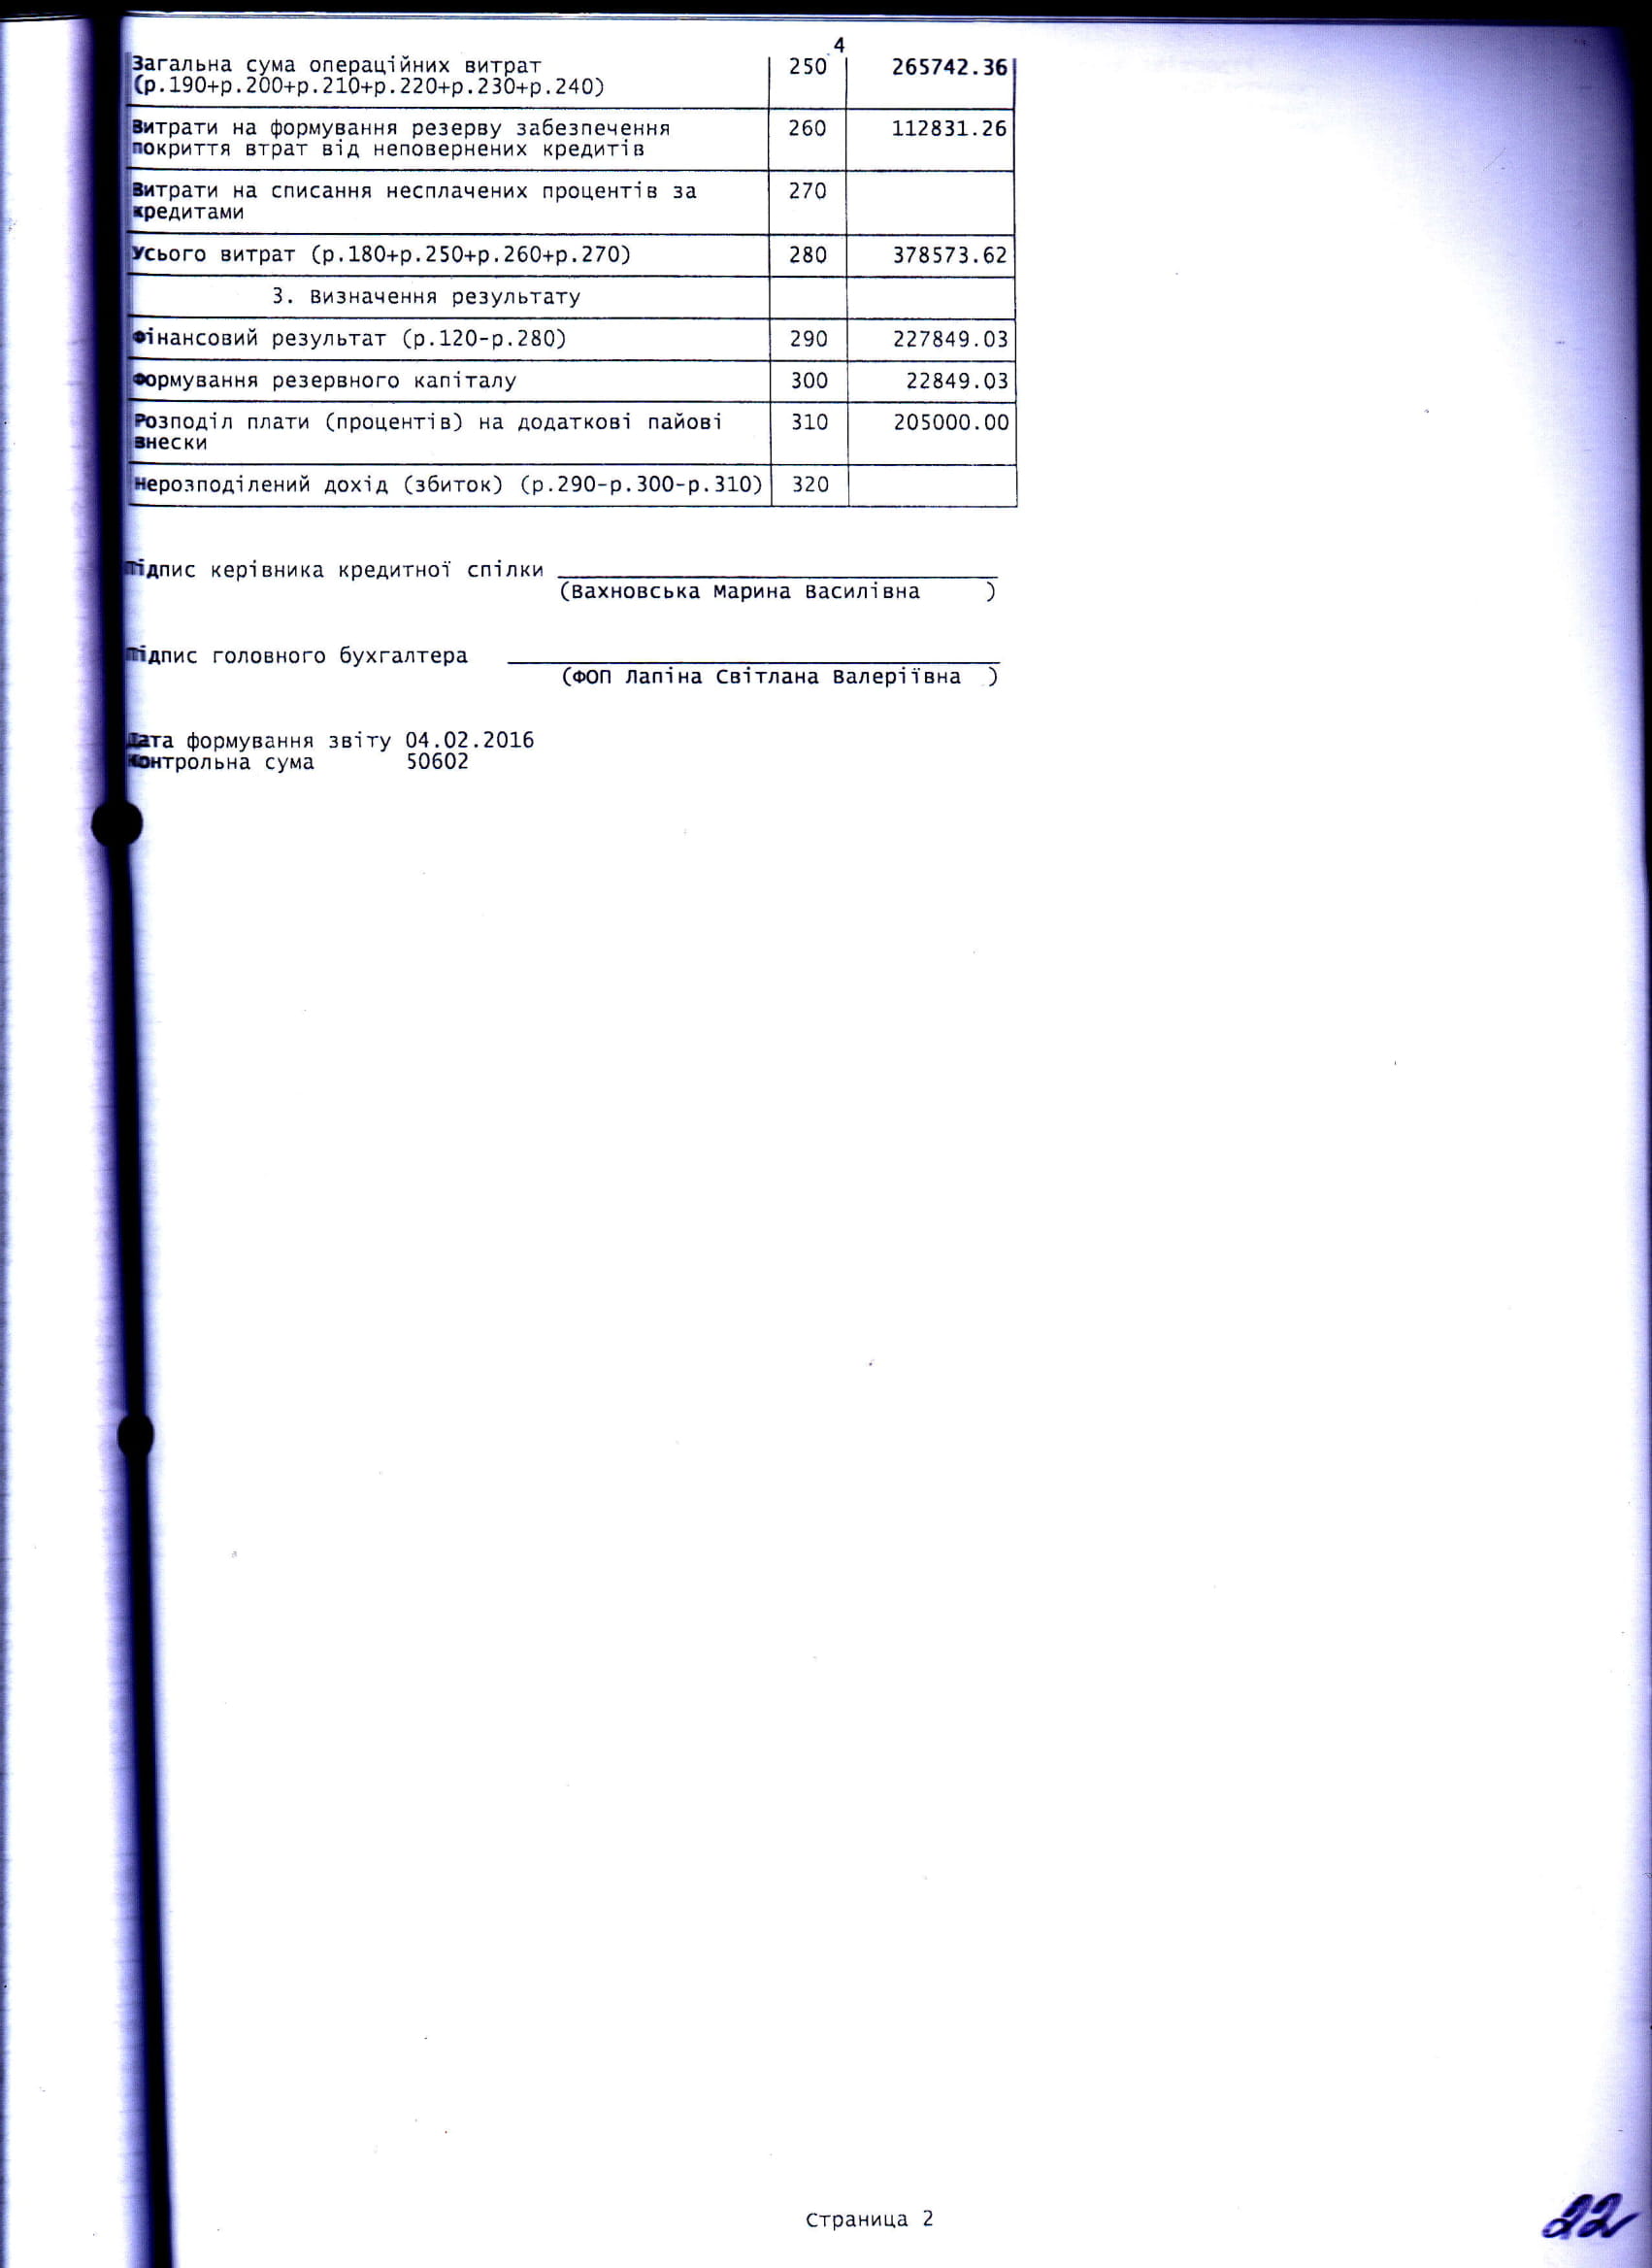 4
Загальна сума операційних витрат 250 265742.36
(р.190+р.200+р.210+р.220+р.230+р.240)
Витрати на формування резерву забезпечення 260 112831.26
покриття втрат від неповернених кредитів
Витрати на списання несплачених процентів за 270
кредитами
Усього витрат (р.180+р.250+р.260+р.270) 280 378573.62
3. Визначення результату
Фінансовий результат (р.120-р.280) 290 227849.03
Формування резервного капіталу 300 22849.03
Розподіл плати (процентів) на додаткові пайові 310 205000.00
внески
Нерозподілений дохід (збиток) (р.290-р.300-р.310) 320
Підпис керівника кредитної спілки
(Вахновська Марина Василівна )
Підпис головного бухгалтера
(ФОП Лапіна Світлана Валеріївна )
Дата формування звіту 04.02.2016
Контрольна сума 50602
Страница 2
22